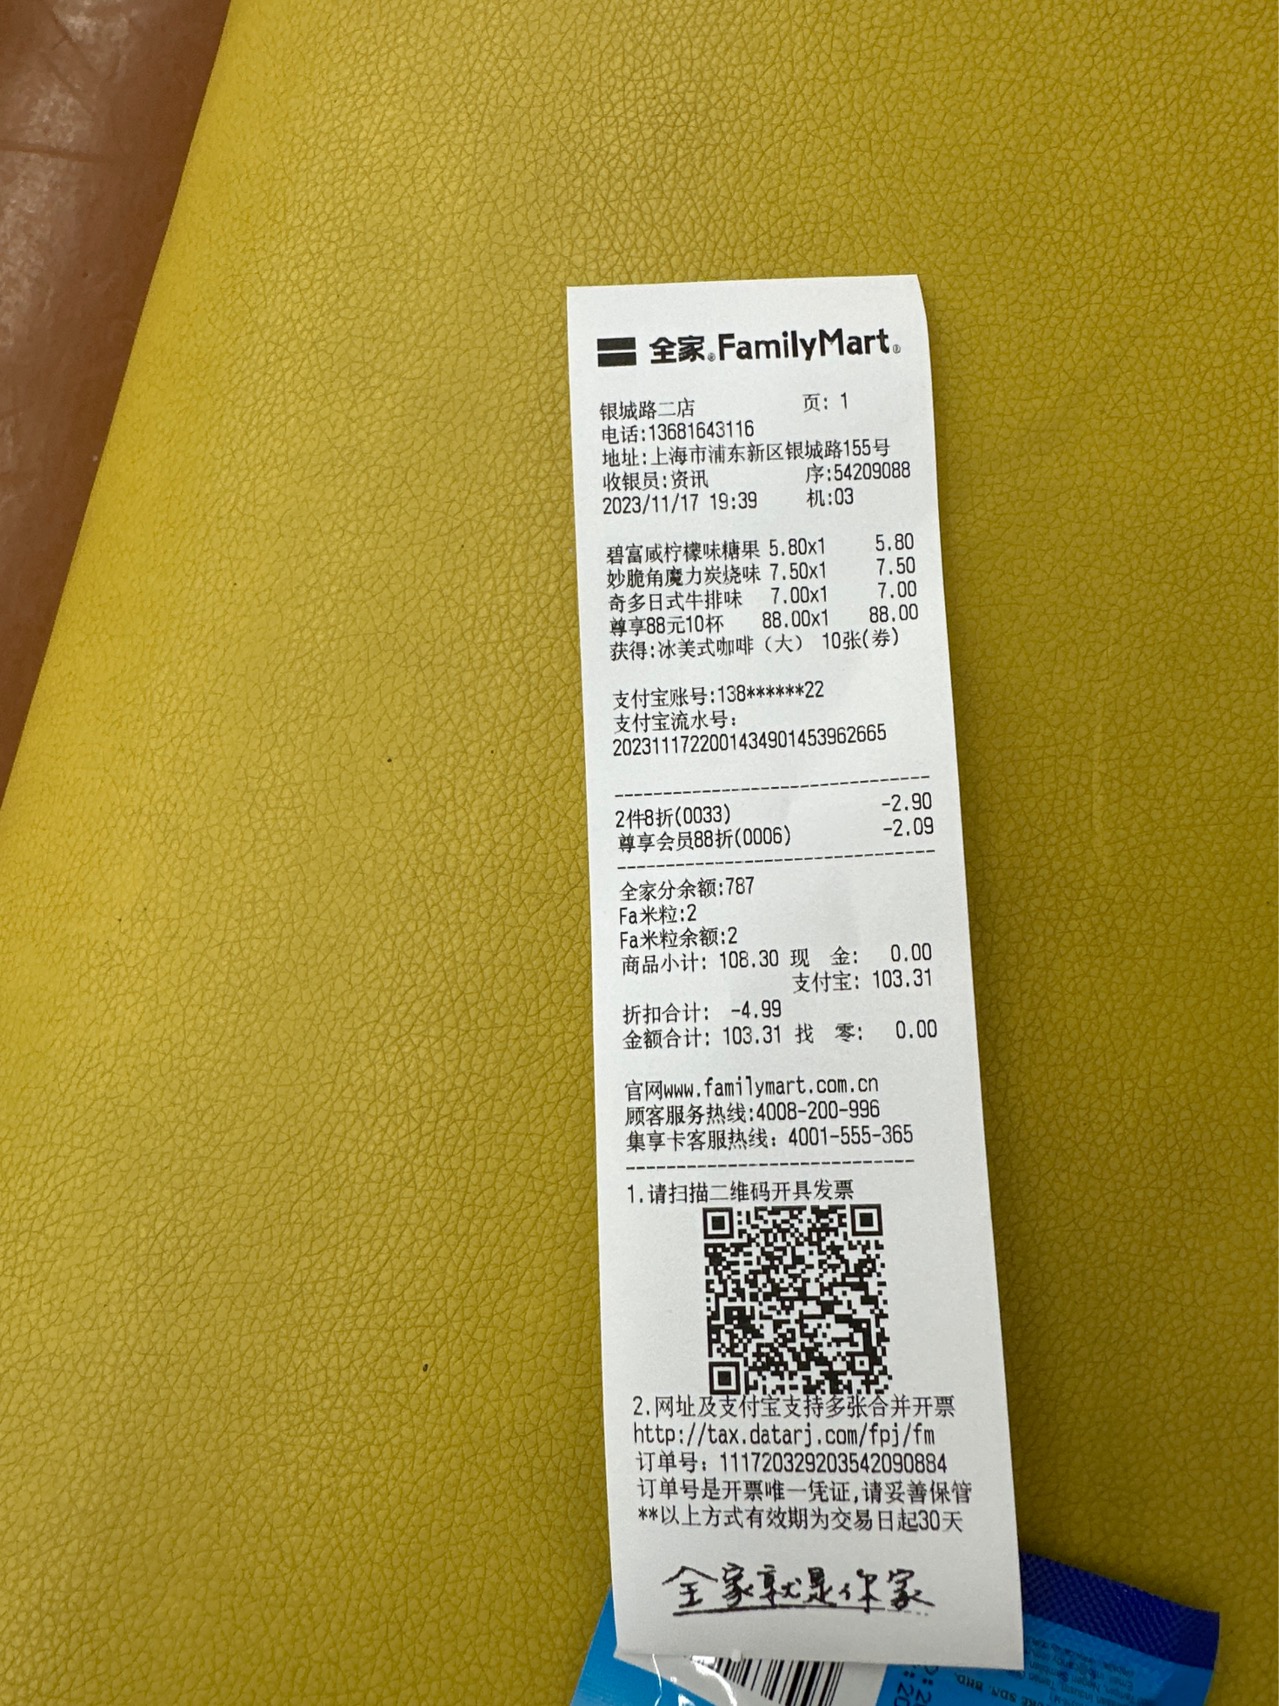 全家®FamilyMart®
银城路二店 页: 1
电话:13681643116
地址:上海市浦东新区银城路155号
收银员:资讯 序:54209088
2023/11/17 19:39 机:03
碧富咸柠檬味糖果 5.80x1 5.80
妙脆角魔力炭烧味 7.50x1 7.50
奇多日式牛排味 7.00x1 7.00
尊享88元10杯 88.00x1 88.00
获得:冰美式咖啡（大） 10张(券)
支付宝账号:138******22
支付宝流水号:
2023111722001434901453962665
2件8折(0033) -2.90
尊享会员88折(0006) -2.09
全家分余额:787
Fa米粒:2
Fa米粒余额:2
商品小计: 108.30 现 金: 0.00
支付宝: 103.31
折扣合计: -4.99
金额合计: 103.31 找 零: 0.00
官网www.familymart.com.cn
顾客服务热线:4008-200-996
集享卡客服热线: 4001-555-365
1.请扫描二维码开具发票
2.网址及支付宝支持多张合并开票
http://tax.datarj.com/fpj/fm
订单号: 111720329203542090884
订单号是开票唯一凭证,请妥善保管
**以上方式有效期为交易日起30天
全家就是你家